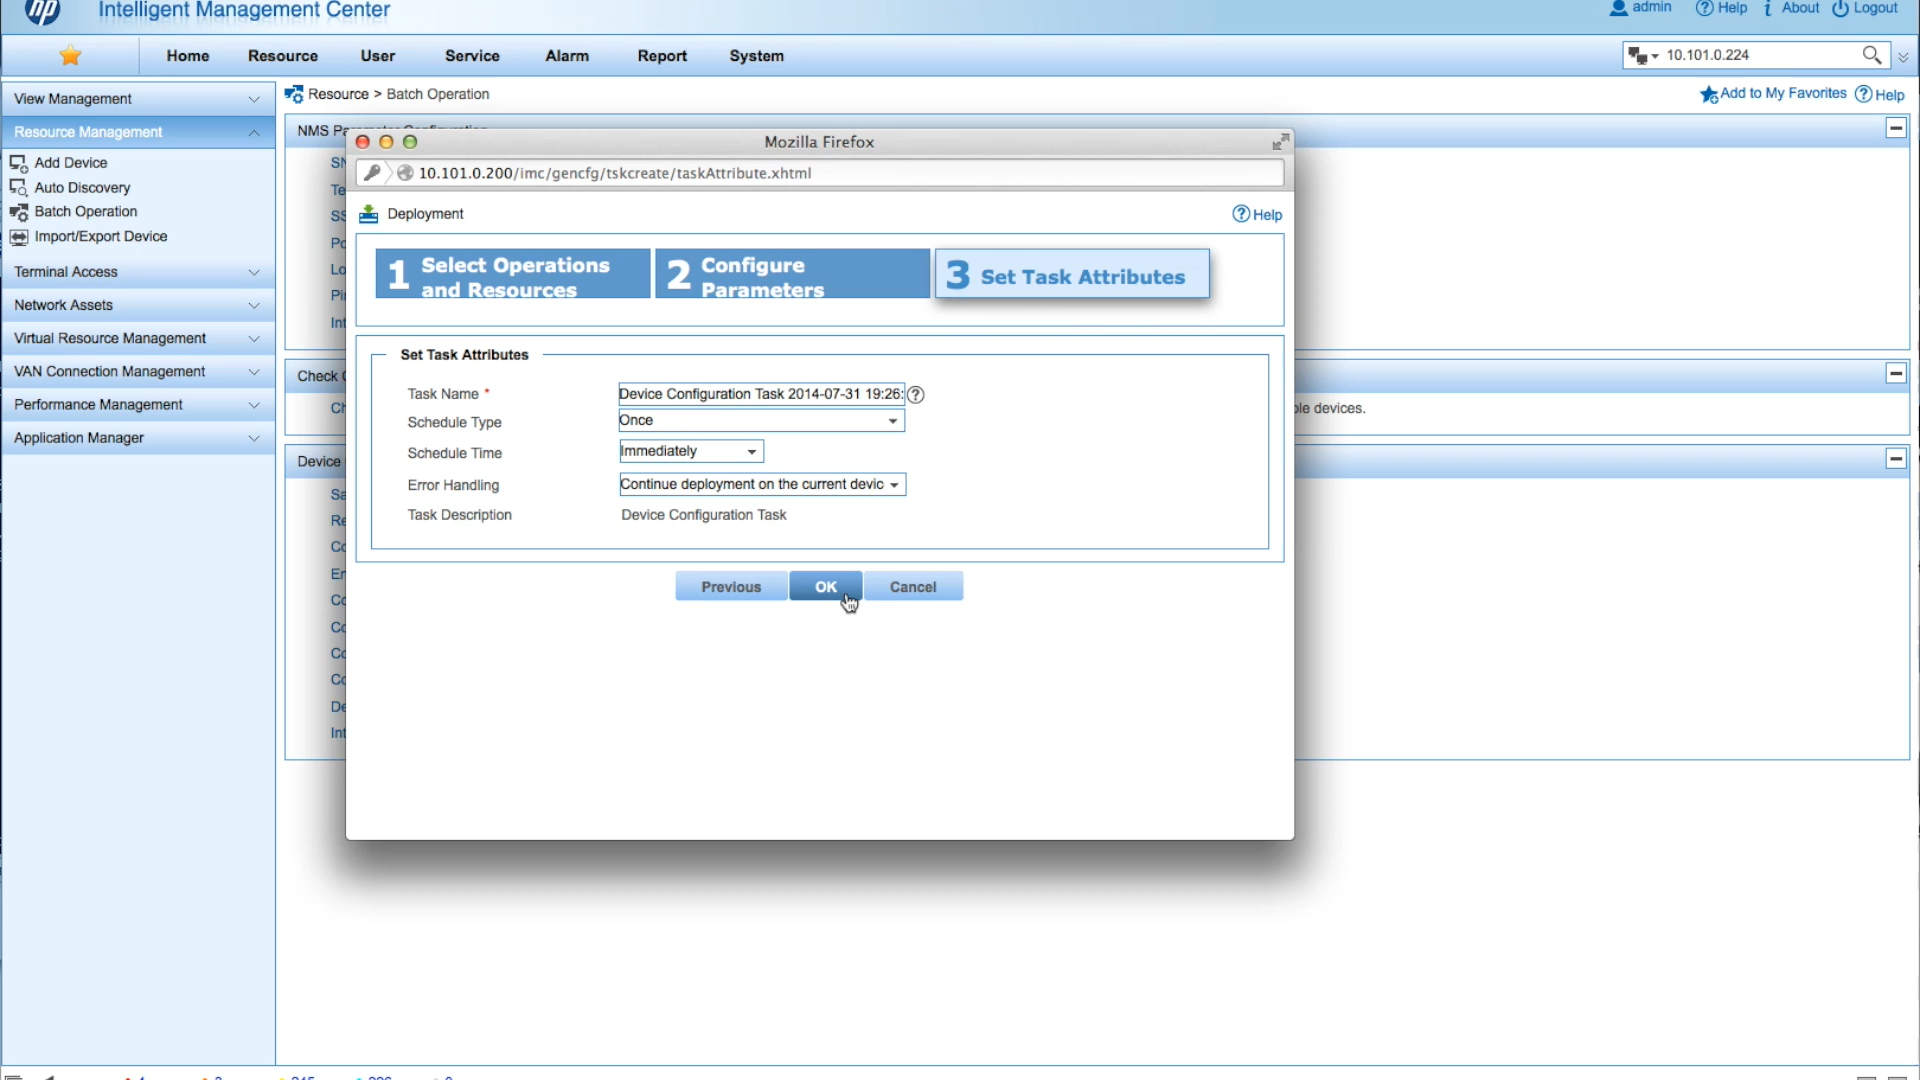 hp Intelligent Management Center
admin Help About Logout
Home Resource User Service Alarm Report System
10.101.0.224
View Management
Resource Management
Add Device
Auto Discovery
Batch Operation
Import/Export Device
Terminal Access
Network Assets
Virtual Resource Management
VAN Connection Management
Performance Management
Application Manager
Resource > Batch Operation
Add to My Favorites Help
Mozilla Firefox
10.101.0.200/imc/gencfg/tskcreate/taskAttribute.xhtml
Deployment
Help
1 Select Operations
and Resources
2 Configure
Parameters
3 Set Task Attributes
Set Task Attributes
Task Name * Device Configuration Task 2014-07-31 19:26:
Schedule Type Once
Schedule Time Immediately
Error Handling Continue deployment on the current devic
Task Description Device Configuration Task
Previous OK Cancel
NMS
Check
Device
devices.